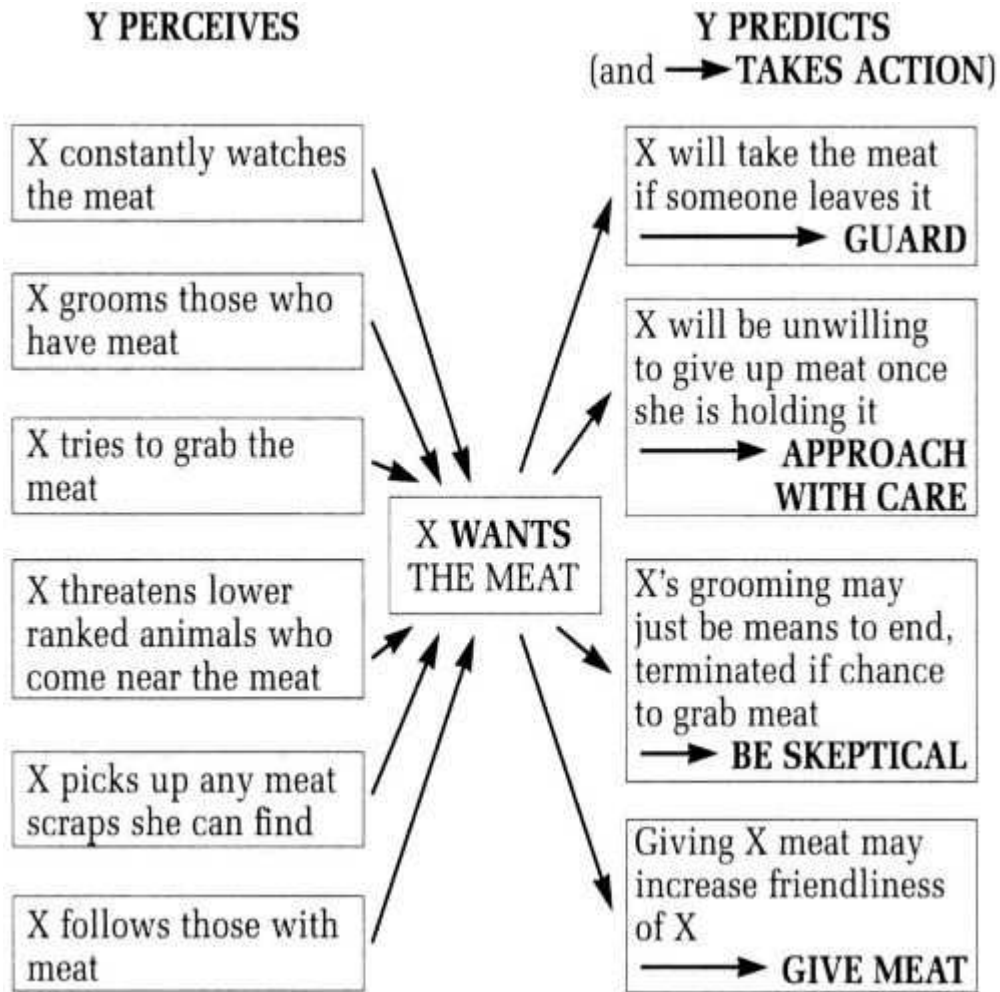 Y PERCEIVES
X constantly watches
the meat
X grooms those who
have meat
X tries to grab the
meat
X threatens lower
ranked animals who
come near the meat
X picks up any meat
scraps she can find
X follows those with
meat
X WANTS
THE MEAT
Y PREDICTS
(and → TAKES ACTION)
X will take the meat
if someone leaves it
→ GUARD
X will be unwilling
to give up meat once
she is holding it
→ APPROACH
WITH CARE
X's grooming may
just be means to end,
terminated if chance
to grab meat
→ BE SKEPTICAL
Giving X meat may
increase friendliness
of X
→ GIVE MEAT